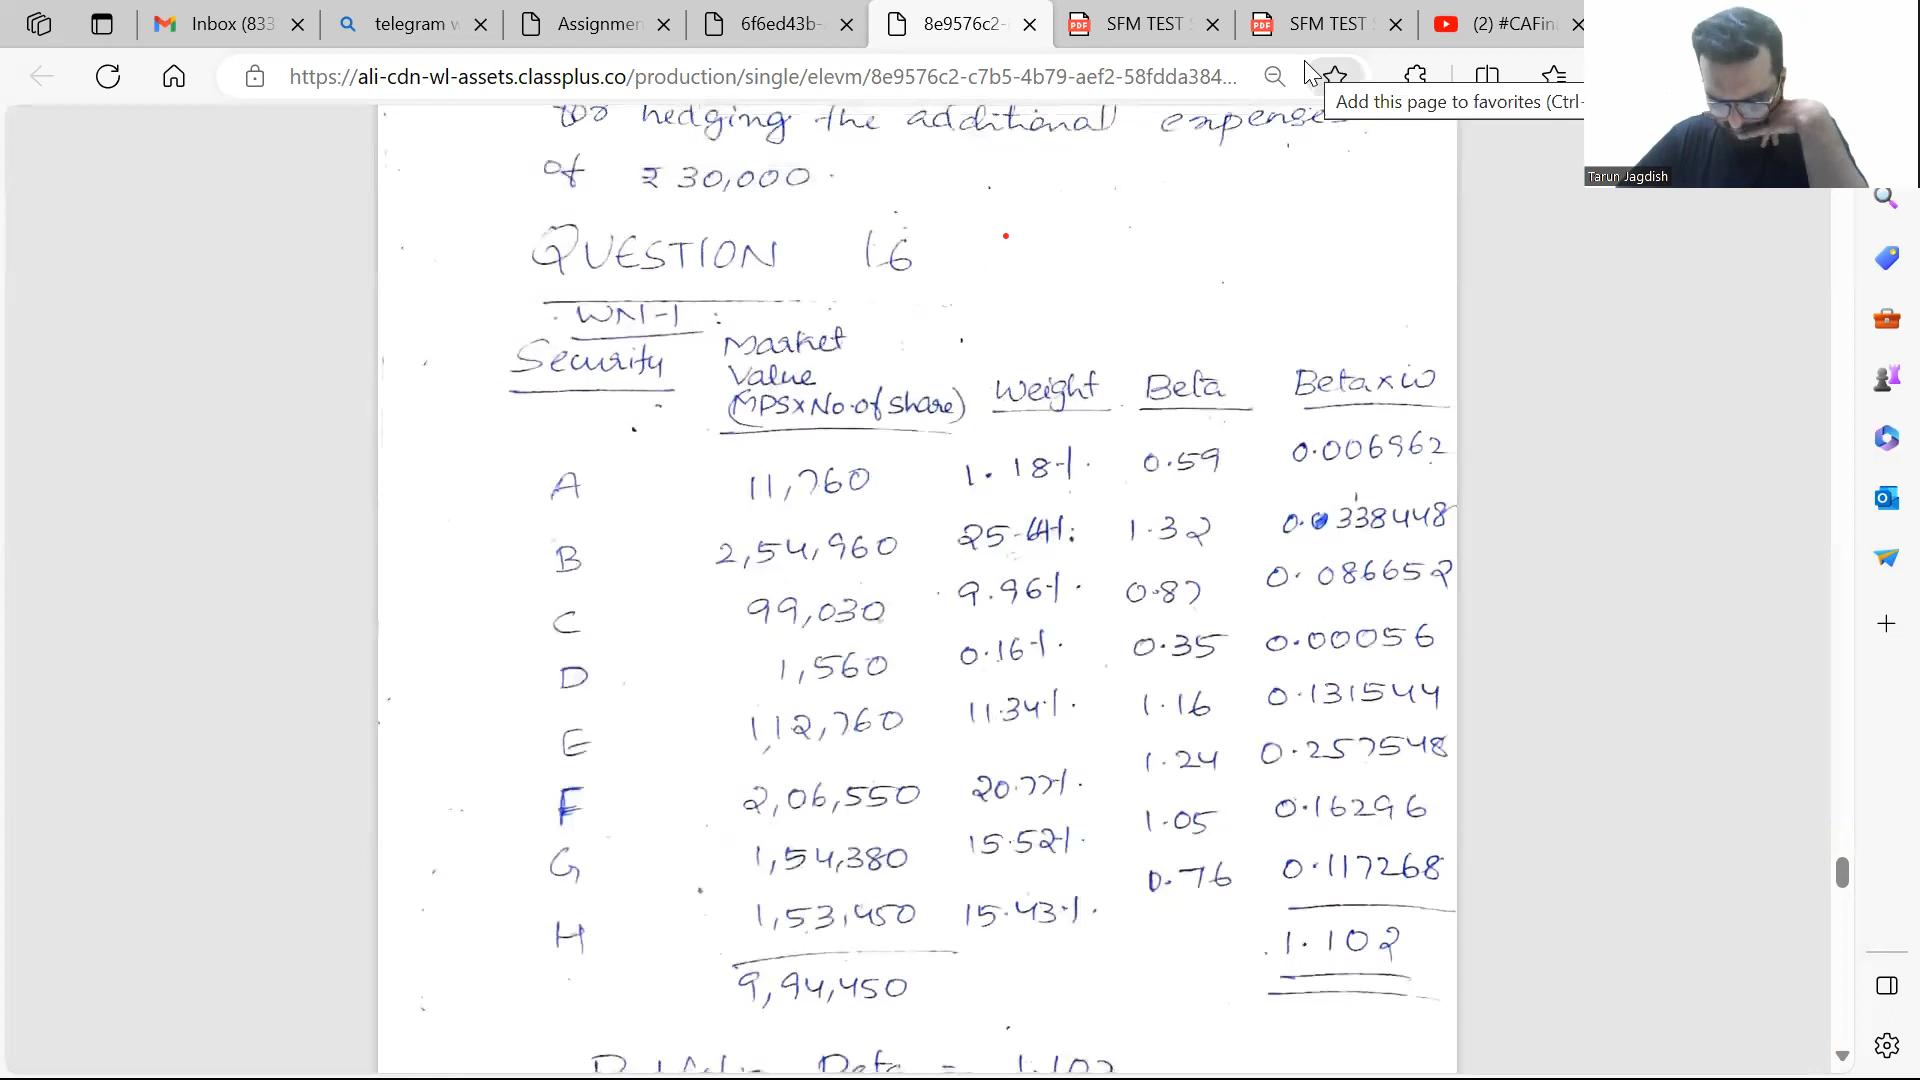 Inbox (833
telegram w
Assignmen
6f6ed43b-
8e9576c2-
SFM TEST
SFM TEST
(2) #CAFin
https://ali-cdn-wl-assets.classplus.co/production/single/elevm/8e9576c2-c7b5-4b79-aef2-58fdda384...
Add this page to favorites (Ctrl-
Tarun Jagdish
for hedging the additional expense
of ₹ 30,000.
QUESTION 16
WN-1 :
Security Market Value (MPS×No.of share) Weight Beta Beta×w
A 11,760 1.18% 0.59 0.006962
B 2,54,960 25.64% 1.32 0.0338448
C 99,030 9.96% 0.87 0.086652
D 1,560 0.16% 0.35 0.00056
E 1,12,760 11.34% 1.16 0.131544
F 2,06,550 20.77% 1.24 0.257548
G 1,54,380 15.52% 1.05 0.16296
H 1,53,450 15.43% 0.76 0.117268
9,94,450 1.102
Beta = 1.102